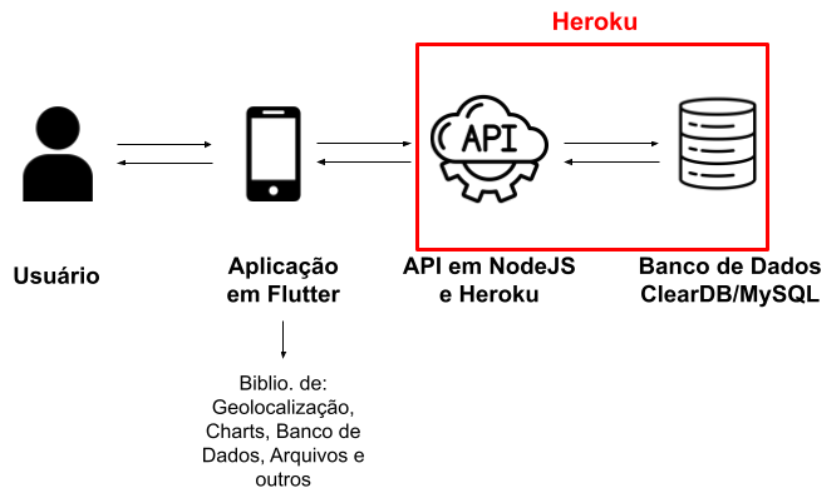 Heroku
API
Usuário
Aplicação
em Flutter
API em NodeJS
e Heroku
Banco de Dados
ClearDB/MySQL
Biblio. de:
Geolocalização,
Charts, Banco de
Dados, Arquivos e
outros